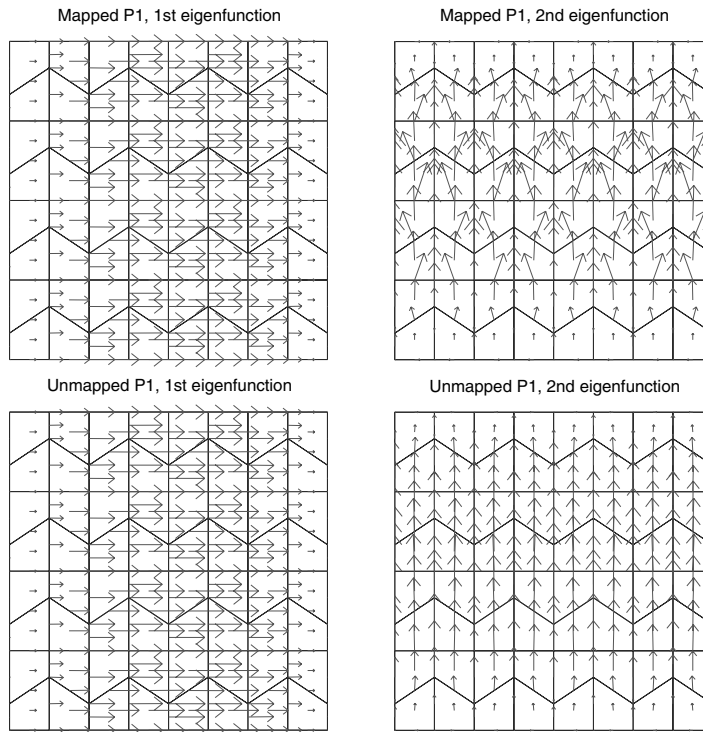 Mapped P1, 1st eigenfunction
Mapped P1, 2nd eigenfunction
Unmapped P1, 1st eigenfunction
Unmapped P1, 2nd eigenfunction